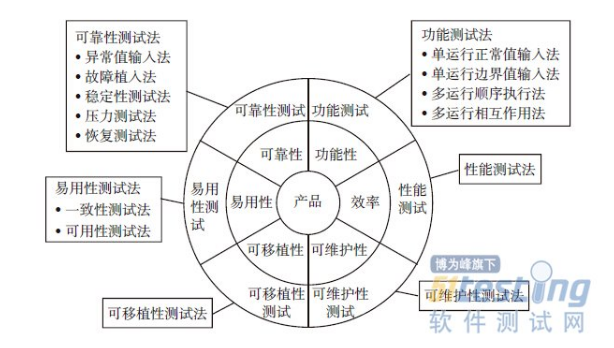 可靠性测试法
• 异常值输入法
• 故障植入法
• 稳定性测试法
• 压力测试法
• 恢复测试法
功能测试法
• 单运行正常值输入法
• 单运行边界值输入法
• 多运行顺序执行法
• 多运行相互作用法
可靠性测试
功能测试
可靠性
功能性
性能测试法
易用性测试法
• 一致性测试法
• 可用性测试法
易用
性测
试
易用性
产品
效率
性能
测试
可移植性
可维护性
可移植性
测试
可维护性
测试
可移植性测试法
可维护性测试法
博为峰旗下
51testing
软件测试网